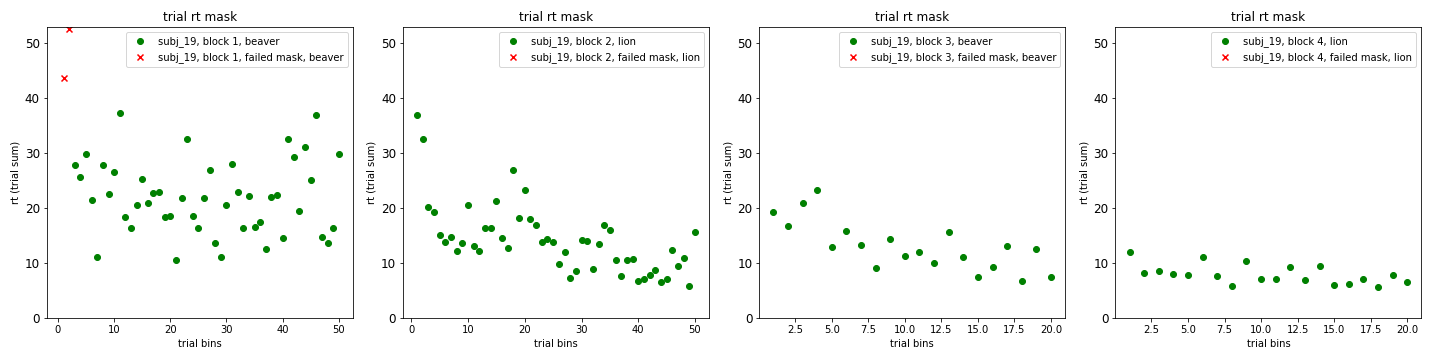 trial rt mask
subj_19, block 1, beaver
subj_19, block 1, failed mask, beaver
rt (trial sum)
50
40
30
20
10
0
0 10 20 30 40 50
trial bins
trial rt mask
subj_19, block 2, lion
subj_19, block 2, failed mask, lion
rt (trial sum)
50
40
30
20
10
0
0 10 20 30 40 50
trial bins
trial rt mask
subj_19, block 3, beaver
subj_19, block 3, failed mask, beaver
rt (trial sum)
50
40
30
20
10
0
2.5 5.0 7.5 10.0 12.5 15.0 17.5 20.0
trial bins
trial rt mask
subj_19, block 4, lion
subj_19, block 4, failed mask, lion
rt (trial sum)
50
40
30
20
10
0
2.5 5.0 7.5 10.0 12.5 15.0 17.5 20.0
trial bins